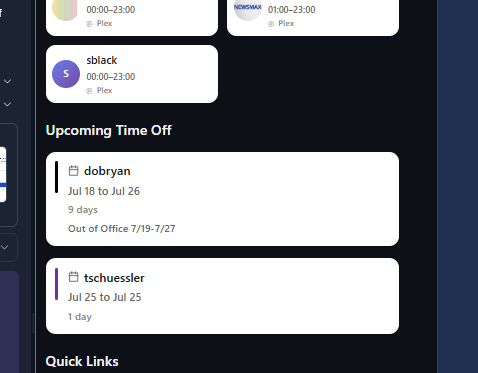 00:00–23:00
Plex
NEWSMAX
01:00–23:00
Plex
S
sblack
00:00–23:00
Plex
Upcoming Time Off
dobryan
Jul 18 to Jul 26
9 days
Out of Office 7/19-7/27
tschuessler
Jul 25 to Jul 25
1 day
Quick Links